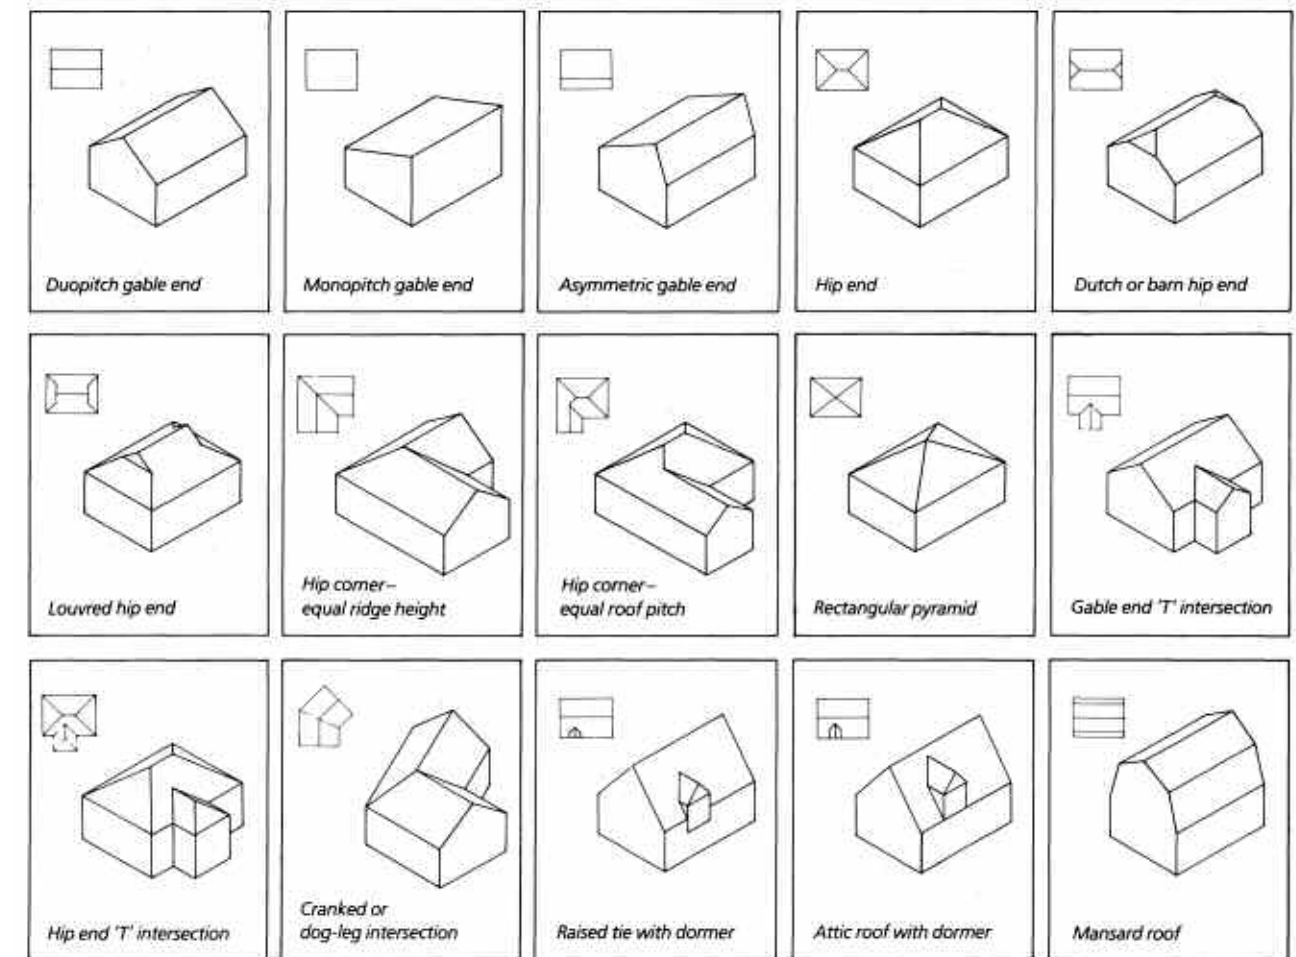 Duopitch gable end
Monopitch gable end
Asymmetric gable end
Hip end
Dutch or barn hip end
Louvred hip end
Hip corner–
equal ridge height
Hip corner–
equal roof pitch
Rectangular pyramid
Gable end 'T' intersection
Hip end 'T' intersection
Cranked or
dog-leg intersection
Raised tie with dormer
Attic roof with dormer
Mansard roof